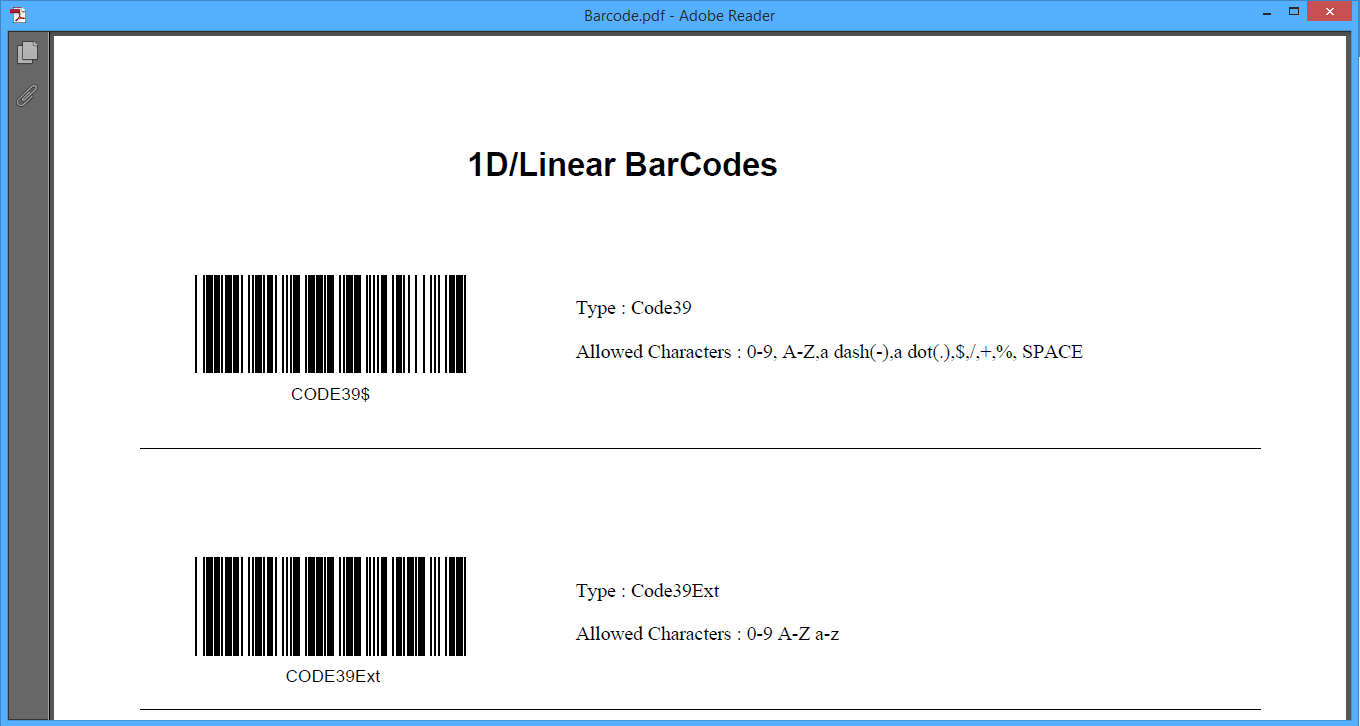 Barcode.pdf - Adobe Reader
1D/Linear BarCodes
Type : Code39
Allowed Characters : 0-9, A-Z,a dash(-),a dot(.),$,/,+,%, SPACE
CODE39$
Type : Code39Ext
Allowed Characters : 0-9 A-Z a-z
CODE39Ext